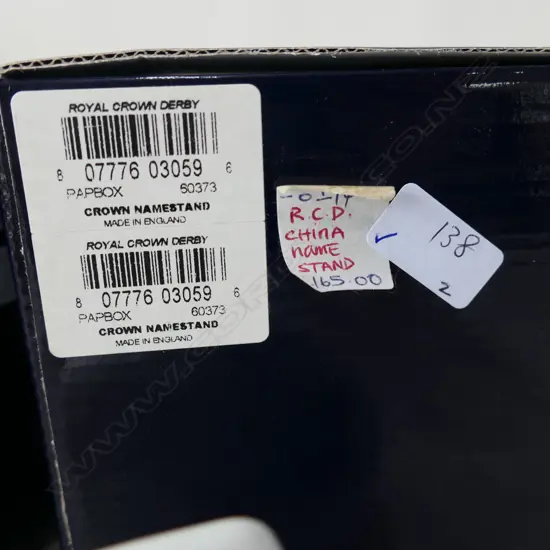 ROYAL CROWN DERBY
8 07776 03059 6
PAPBOX 60373
CROWN NAMESTAND
MADE IN ENGLAND
ROYAL CROWN DERBY
8 07776 03059 6
PAPBOX 60373
CROWN NAMESTAND
MADE IN ENGLAND
R.C.D.
CHINA
NAME
STAND
165.00
138
2